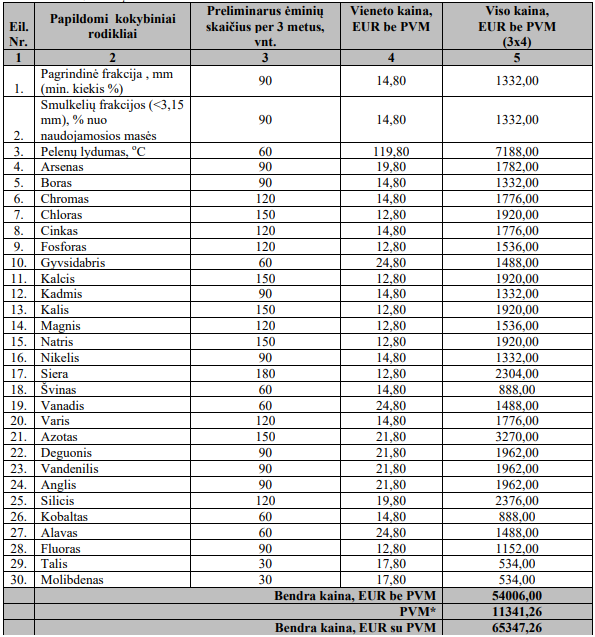 Eil. Nr. | Papildomi kokybiniai rodikliai | Preliminarus ėminių skaičius per 3 metus, vnt. | Vieneto kaina, EUR be PVM | Viso kaina, EUR be PVM (3x4)
1 | 2 | 3 | 4 | 5
1. | Pagrindinė frakcija , mm (min. kiekis %) | 90 | 14,80 | 1332,00
2. | Smulkelių frakcijos (<3,15 mm), % nuo naudojamosios masės | 90 | 14,80 | 1332,00
3. | Pelenų lydumas, °C | 60 | 119,80 | 7188,00
4. | Arsenas | 90 | 19,80 | 1782,00
5. | Boras | 90 | 14,80 | 1332,00
6. | Chromas | 120 | 14,80 | 1776,00
7. | Chloras | 150 | 12,80 | 1920,00
8. | Cinkas | 120 | 14,80 | 1776,00
9. | Fosforas | 120 | 12,80 | 1536,00
10. | Gyvsidabris | 60 | 24,80 | 1488,00
11. | Kalcis | 150 | 12,80 | 1920,00
12. | Kadmis | 90 | 14,80 | 1332,00
13. | Kalis | 150 | 12,80 | 1920,00
14. | Magnis | 120 | 12,80 | 1536,00
15. | Natris | 150 | 12,80 | 1920,00
16. | Nikelis | 90 | 14,80 | 1332,00
17. | Siera | 180 | 12,80 | 2304,00
18. | Švinas | 60 | 14,80 | 888,00
19. | Vanadis | 60 | 24,80 | 1488,00
20. | Varis | 120 | 14,80 | 1776,00
21. | Azotas | 150 | 21,80 | 3270,00
22. | Deguonis | 90 | 21,80 | 1962,00
23. | Vandenilis | 90 | 21,80 | 1962,00
24. | Anglis | 90 | 21,80 | 1962,00
25. | Silicis | 120 | 19,80 | 2376,00
26. | Kobaltas | 60 | 14,80 | 888,00
27. | Alavas | 60 | 24,80 | 1488,00
28. | Fluoras | 90 | 12,80 | 1152,00
29. | Talis | 30 | 17,80 | 534,00
30. | Molibdenas | 30 | 17,80 | 534,00
Bendra kaina, EUR be PVM | 54006,00
PVM* | 11341,26
Bendra kaina, EUR su PVM | 65347,26